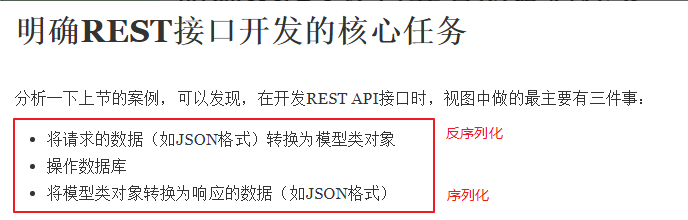 明确REST接口开发的核心任务
分析一下上节的案例，可以发现，在开发REST API接口时，视图中做的最主要有三件事：
• 将请求的数据（如JSON格式）转换为模型类对象 反序列化
• 操作数据库
• 将模型类对象转换为响应的数据（如JSON格式） 序列化